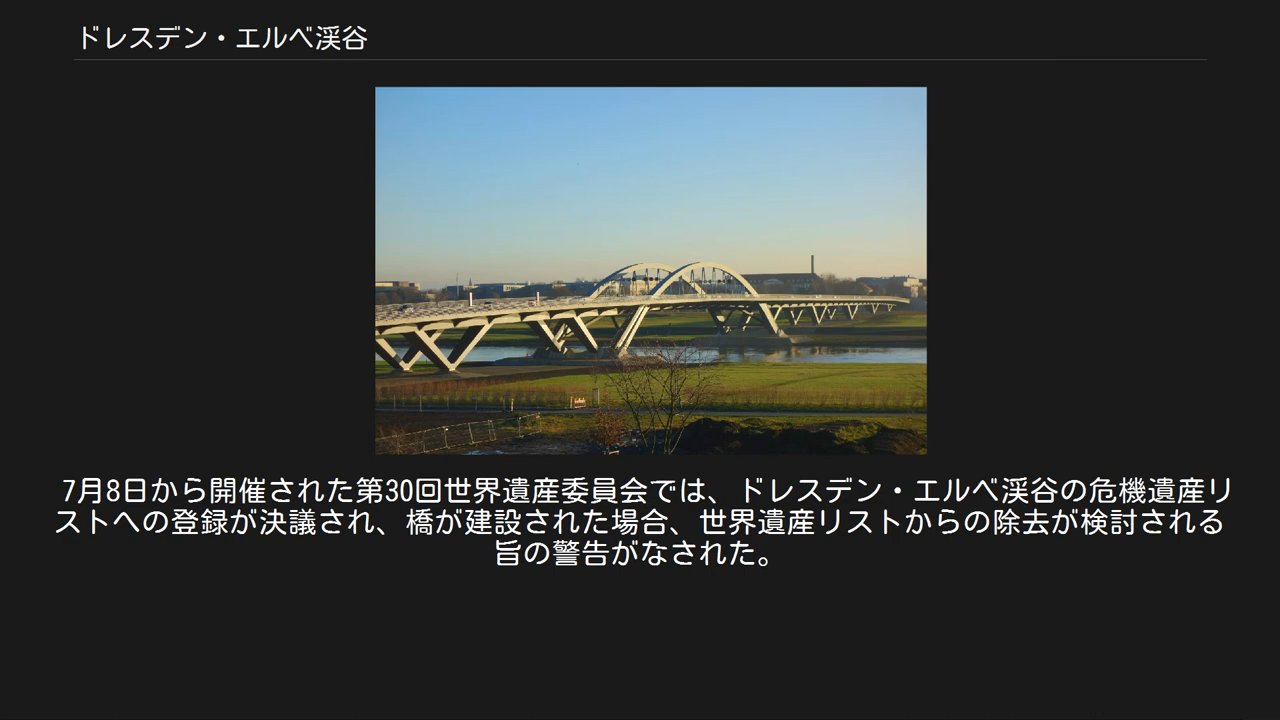 ドレスデン・エルベ渓谷
7月8日から開催された第30回世界遺産委員会では、ドレスデン・エルベ渓谷の危機遺産リ
ストへの登録が決議され、橋が建設された場合、世界遺産リストからの除去が検討される
旨の警告がなされた。